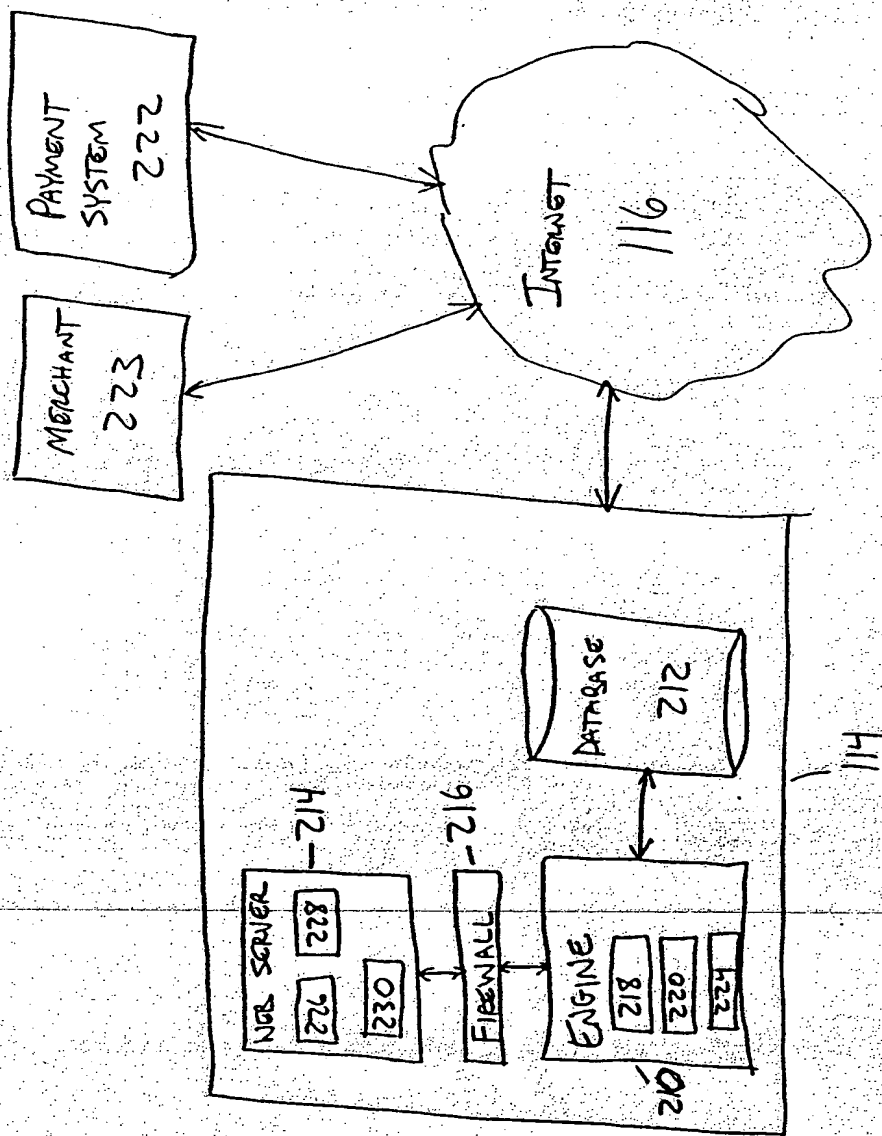 WEB SERVER
226
228
230
214
FIREWALL
216
ENGINE
218
220
224
210
DATABASE
212
114
MERCHANT
223
PAYMENT
SYSTEM
222
INTERNET
116